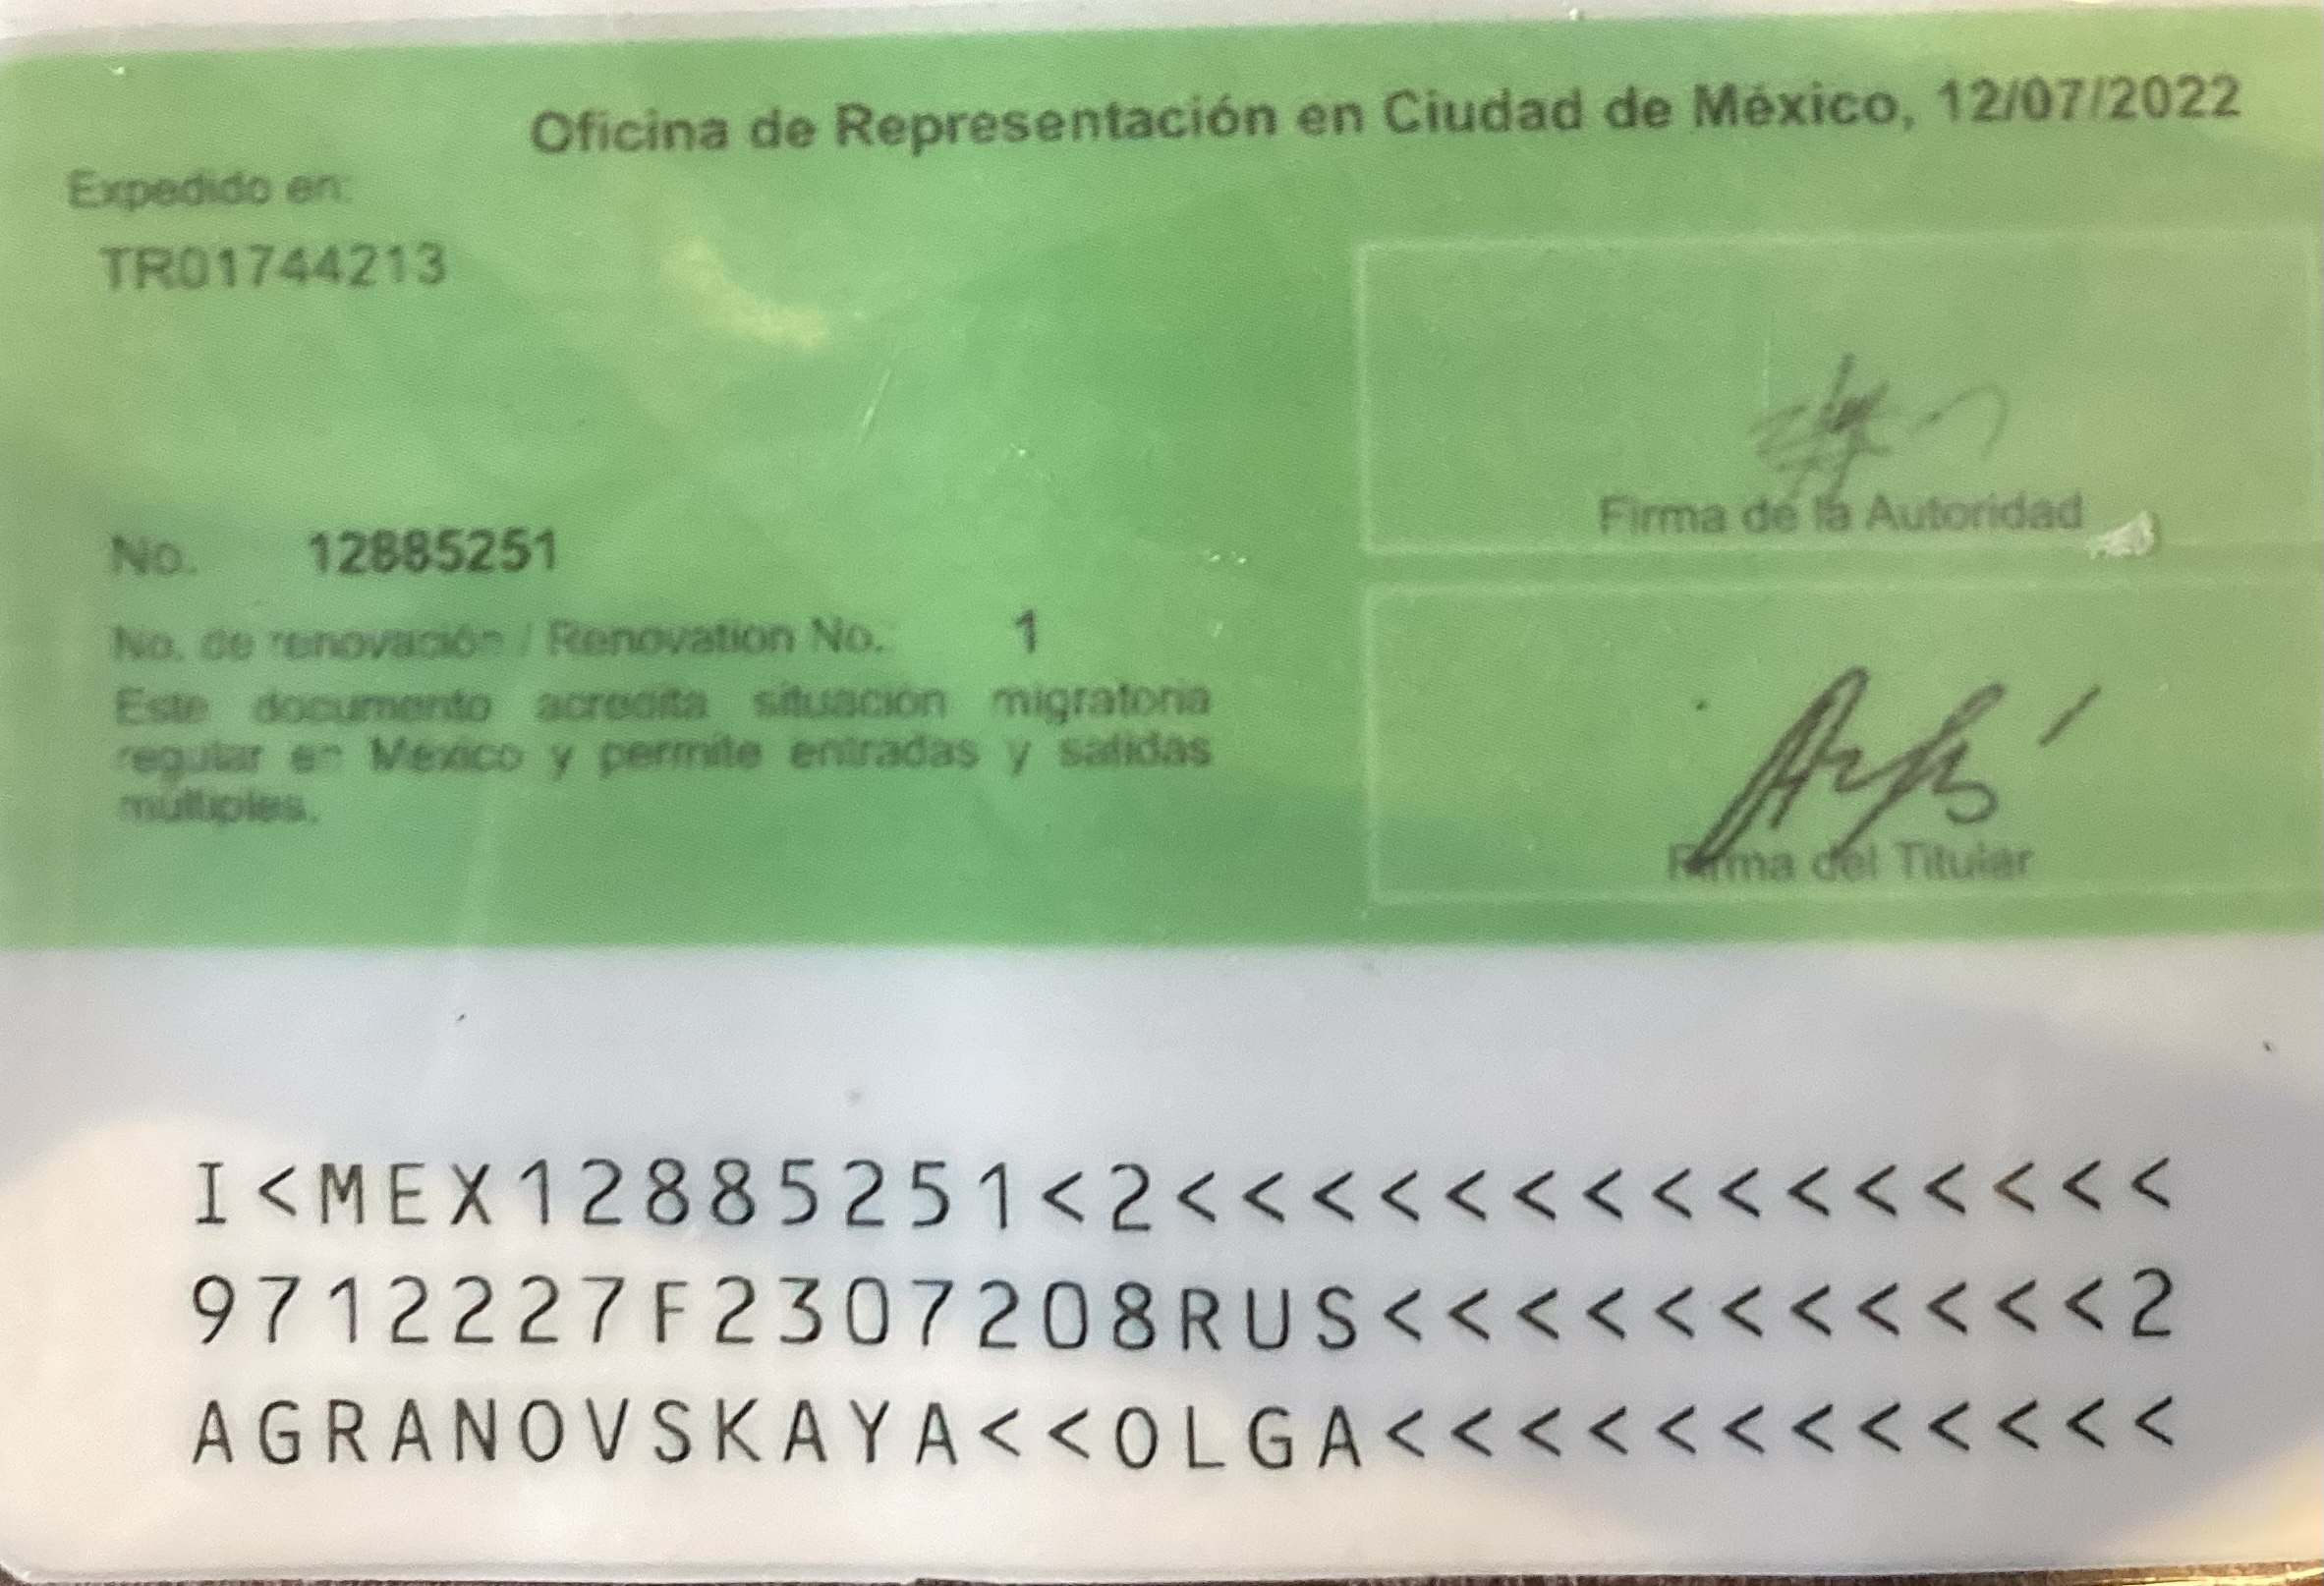 Oficina de Representación en Ciudad de México, 12/07/2022
Expedido en:
TR01744213
No. 12885251
No. de renovación / Renovation No. 1
Este documento acredita situación migratoria
regular en México y permite entradas y salidas
múltiples.
Firma de la Autoridad
Firma del Titular
I<MEX12885251<2<<<<<<<<<<<<<<<
9712227F2307208RUS<<<<<<<<<<<2
AGRANOVSKAYA<<OLGA<<<<<<<<<<<<